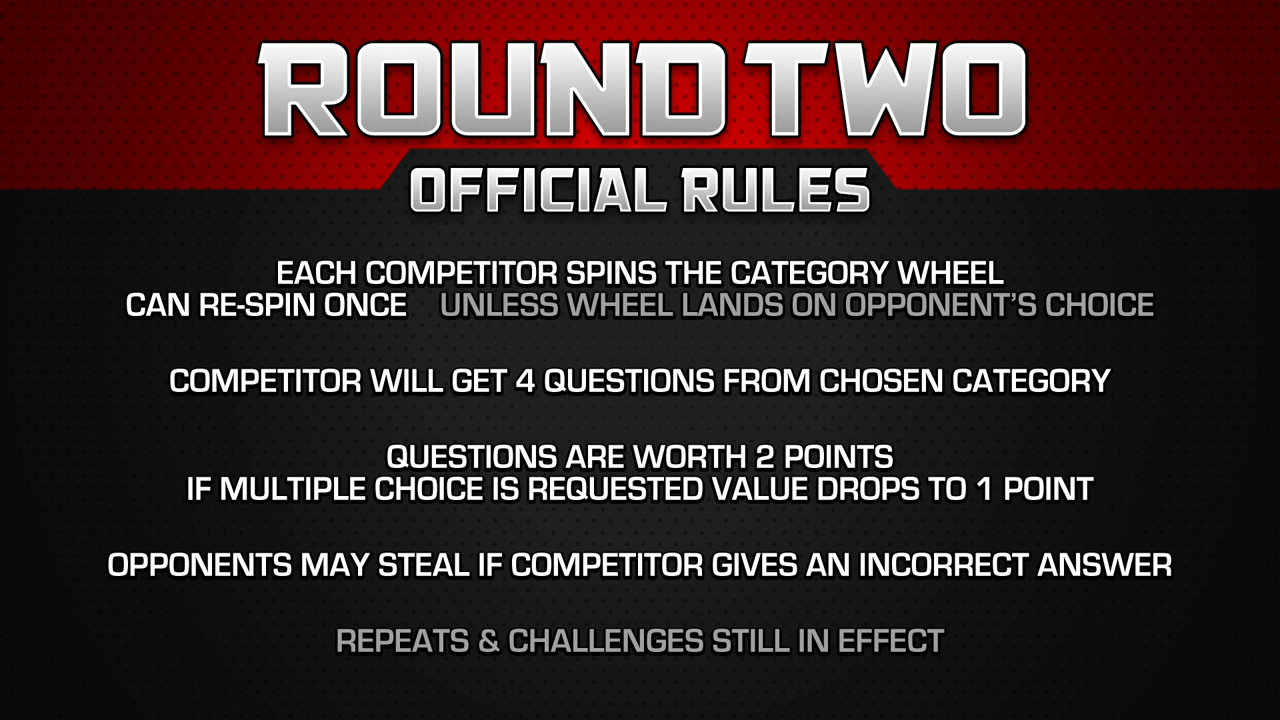 ROUND TWO
OFFICIAL RULES
EACH COMPETITOR SPINS THE CATEGORY WHEEL
CAN RE-SPIN ONCE UNLESS WHEEL LANDS ON OPPONENT'S CHOICE
COMPETITOR WILL GET 4 QUESTIONS FROM CHOSEN CATEGORY
QUESTIONS ARE WORTH 2 POINTS
IF MULTIPLE CHOICE IS REQUESTED VALUE DROPS TO 1 POINT
OPPONENTS MAY STEAL IF COMPETITOR GIVES AN INCORRECT ANSWER
REPEATS & CHALLENGES STILL IN EFFECT